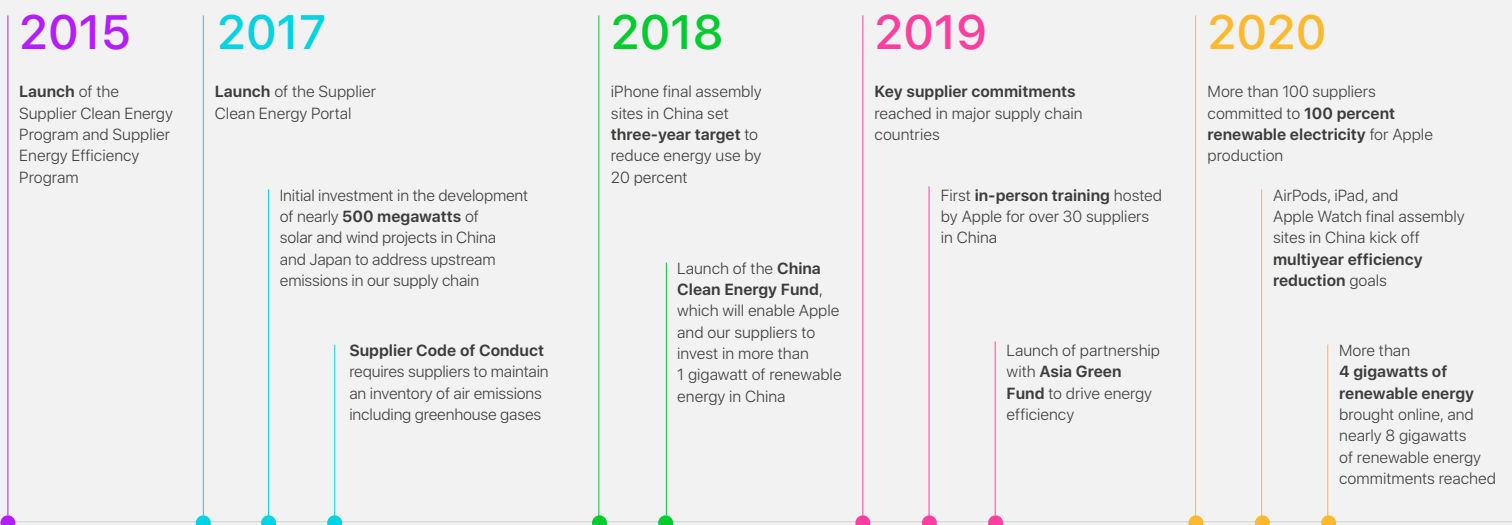 2015
Launch of the
Supplier Clean Energy
Program and Supplier
Energy Efficiency
Program
2017
Launch of the Supplier
Clean Energy Portal
Initial investment in the development
of nearly 500 megawatts of
solar and wind projects in China
and Japan to address upstream
emissions in our supply chain
Supplier Code of Conduct
requires suppliers to maintain
an inventory of air emissions
including greenhouse gases
2018
iPhone final assembly
sites in China set
three-year target to
reduce energy use by
20 percent
Launch of the China
Clean Energy Fund,
which will enable Apple
and our suppliers to
invest in more than
1 gigawatt of renewable
energy in China
2019
Key supplier commitments
reached in major supply chain
countries
First in-person training hosted
by Apple for over 30 suppliers
in China
Launch of partnership
with Asia Green
Fund to drive energy
efficiency
2020
More than 100 suppliers
committed to 100 percent
renewable electricity for Apple
production
AirPods, iPad, and
Apple Watch final assembly
sites in China kick off
multiyear efficiency
reduction goals
More than
4 gigawatts of
renewable energy
brought online, and
nearly 8 gigawatts
of renewable energy
commitments reached